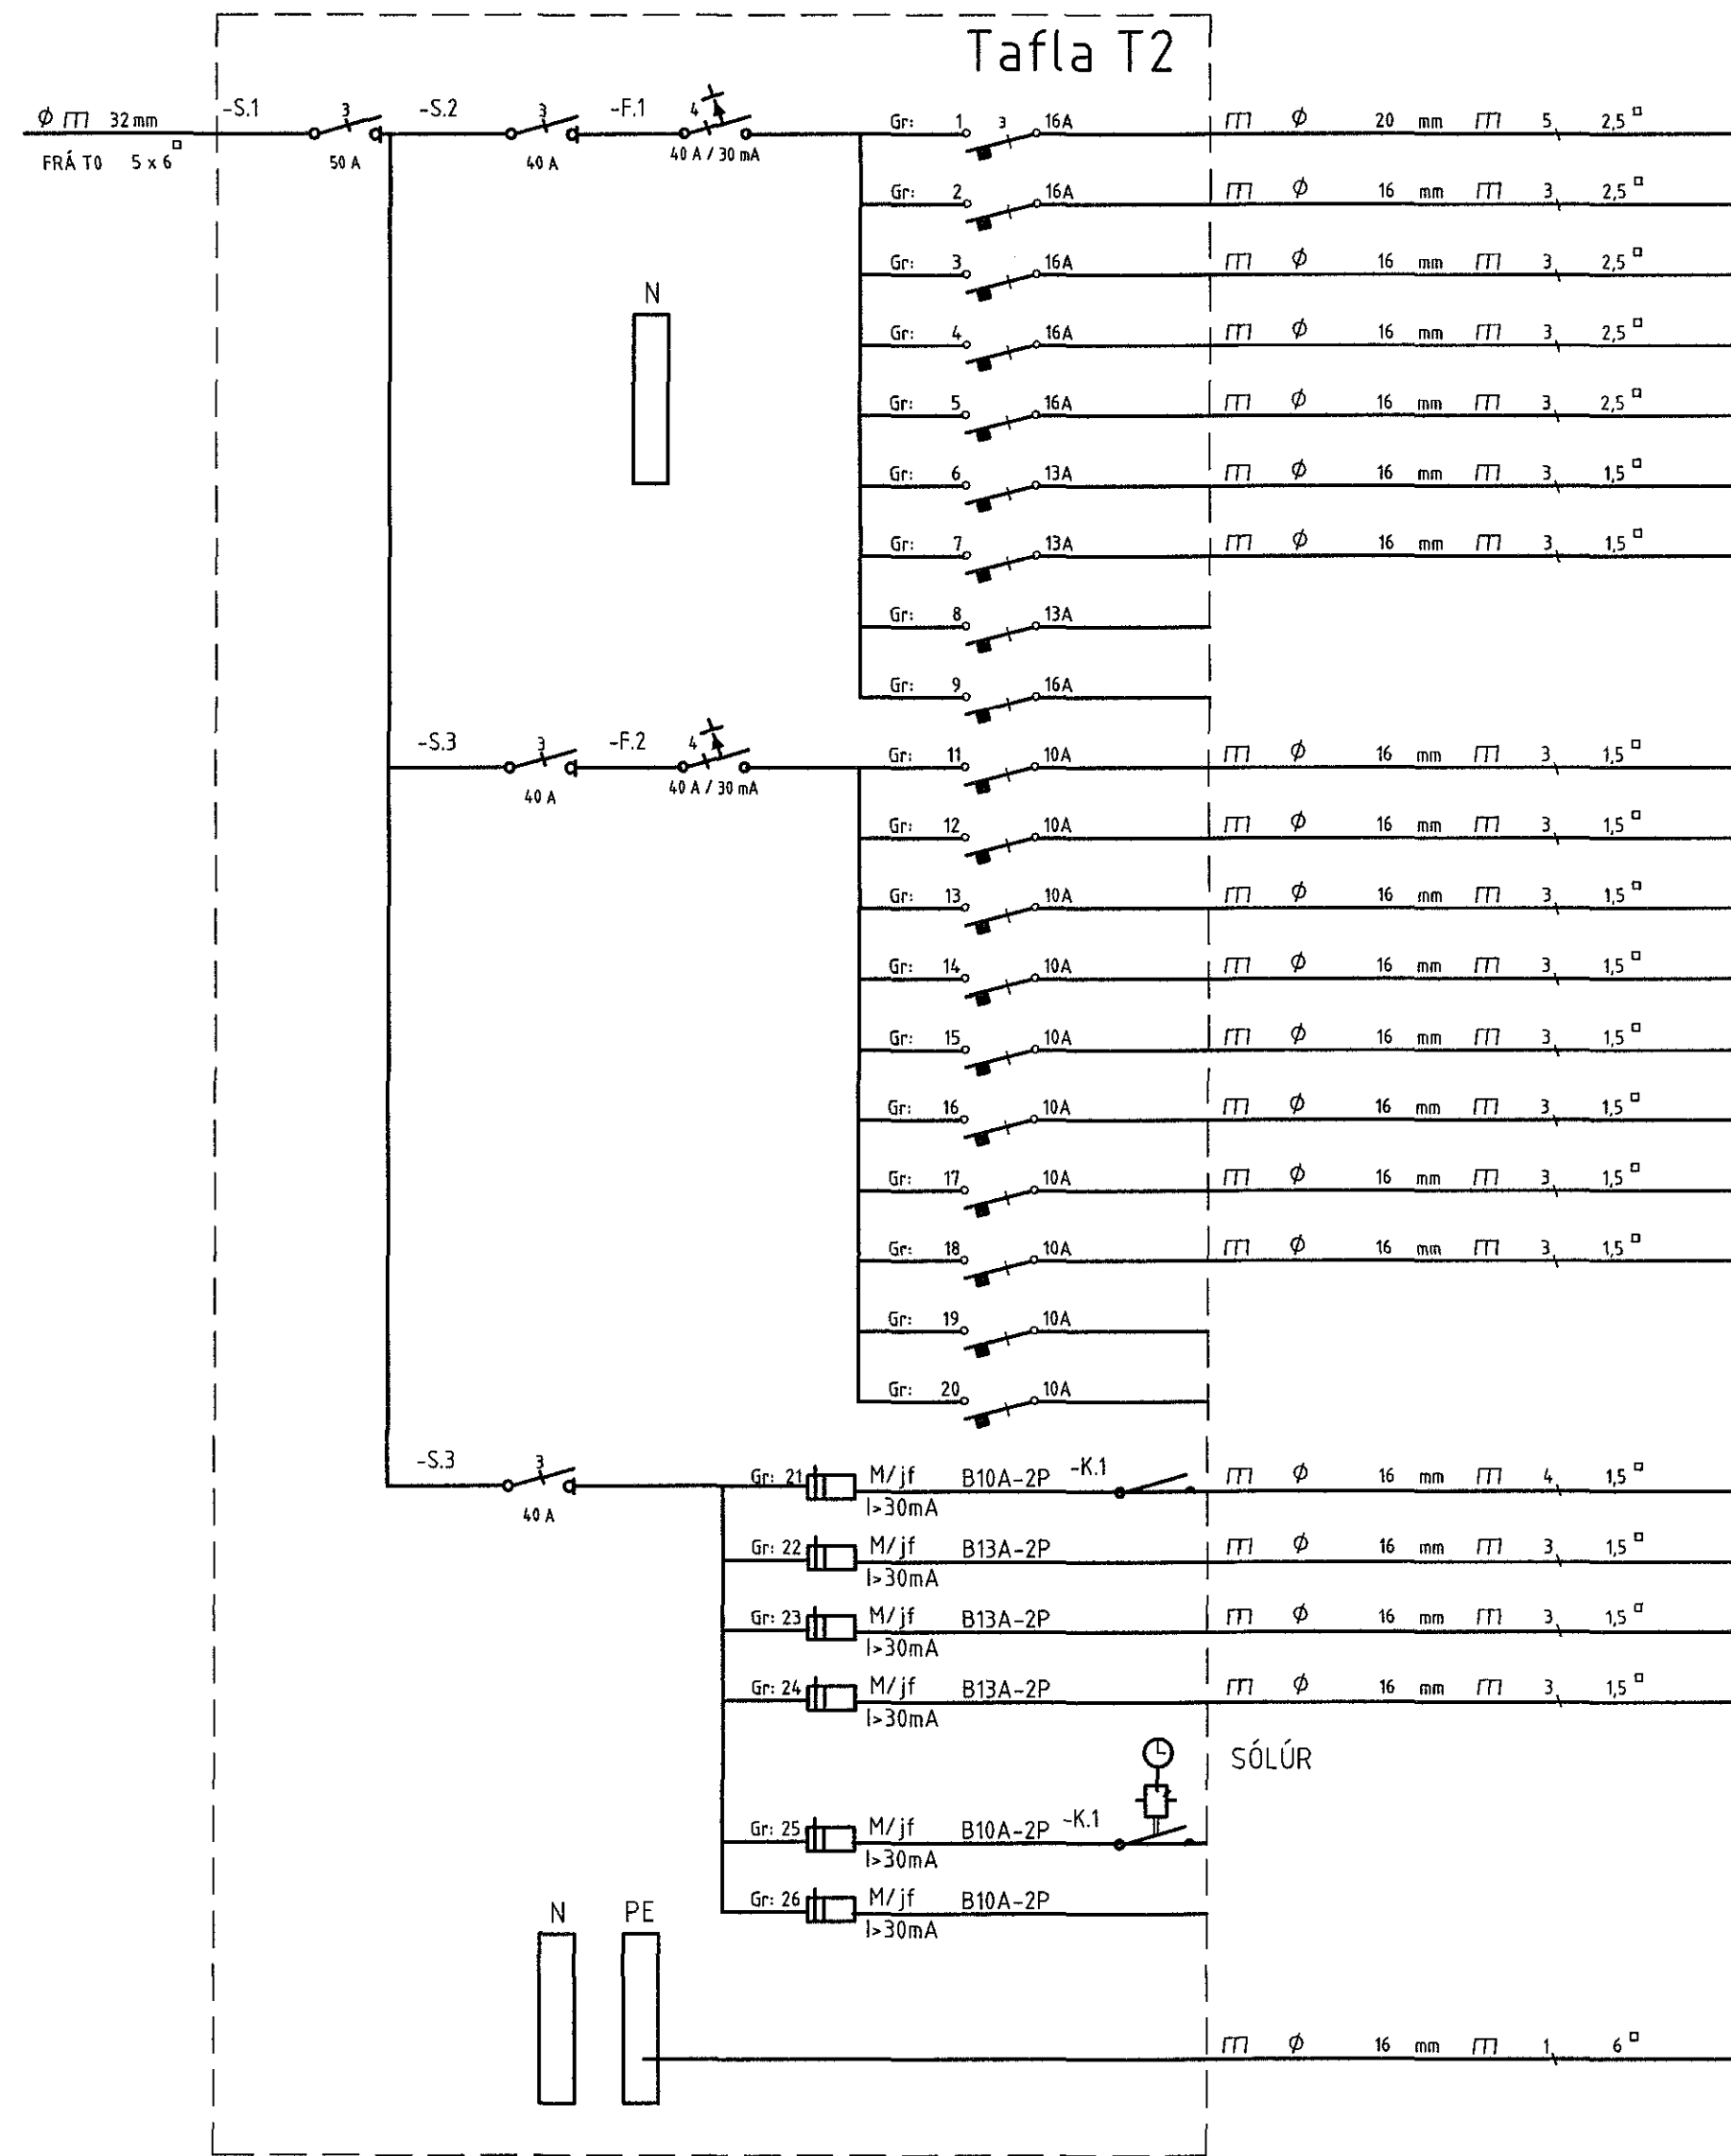 Tafla T2
φ 32 mm -S.1 3 -S.2 3 -F.1 4 Gr: 1 3 16A φ 20 mm 5 2,5 □
FRÁ T0 5 x 6 □ 50 A 40 A 40 A / 30 mA
Gr: 2 16A φ 16 mm 3 2,5 □
Gr: 3 16A φ 16 mm 3 2,5 □
N
Gr: 4 16A φ 16 mm 3 2,5 □
Gr: 5 16A φ 16 mm 3 2,5 □
Gr: 6 13A φ 16 mm 3 1,5 □
Gr: 7 13A φ 16 mm 3 1,5 □
Gr: 8 13A
Gr: 9 16A
-S.3 3 -F.2 4 Gr: 11 10A φ 16 mm 3 1,5 □
40 A 40 A / 30 mA
Gr: 12 10A φ 16 mm 3 1,5 □
Gr: 13 10A φ 16 mm 3 1,5 □
Gr: 14 10A φ 16 mm 3 1,5 □
Gr: 15 10A φ 16 mm 3 1,5 □
Gr: 16 10A φ 16 mm 3 1,5 □
Gr: 17 10A φ 16 mm 3 1,5 □
Gr: 18 10A φ 16 mm 3 1,5 □
Gr: 19 10A
Gr: 20 10A
-S.3 3 Gr: 21 M/jf B10A-2P -K.1 φ 16 mm 4 1,5 □
40 A I>30mA
Gr: 22 M/jf B13A-2P φ 16 mm 3 1,5 □
I>30mA
Gr: 23 M/jf B13A-2P φ 16 mm 3 1,5 □
I>30mA
Gr: 24 M/jf B13A-2P φ 16 mm 3 1,5 □
I>30mA
SÓLÚR
Gr: 25 M/jf B10A-2P -K.1
I>30mA
Gr: 26 M/jf B10A-2P
I>30mA
N PE
φ 16 mm 1 6 □